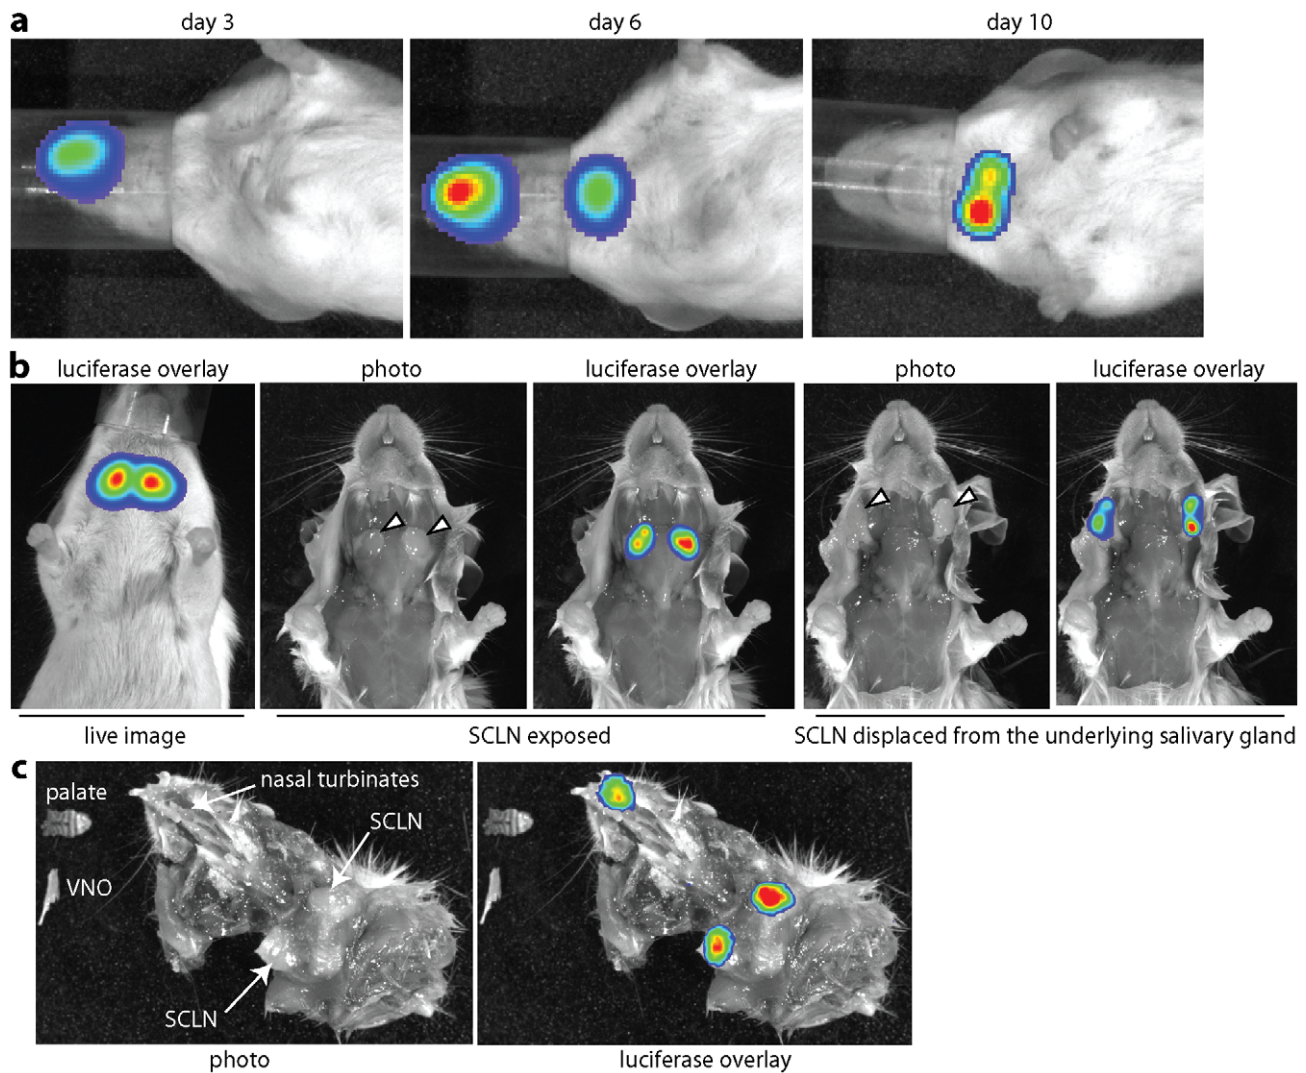 a
day 3
day 6
day 10
b
luciferase overlay
photo
luciferase overlay
photo
luciferase overlay
live image
SCLN exposed
SCLN displaced from the underlying salivary gland
c
palate
nasal turbinates
SCLN
VNO
SCLN
photo
luciferase overlay